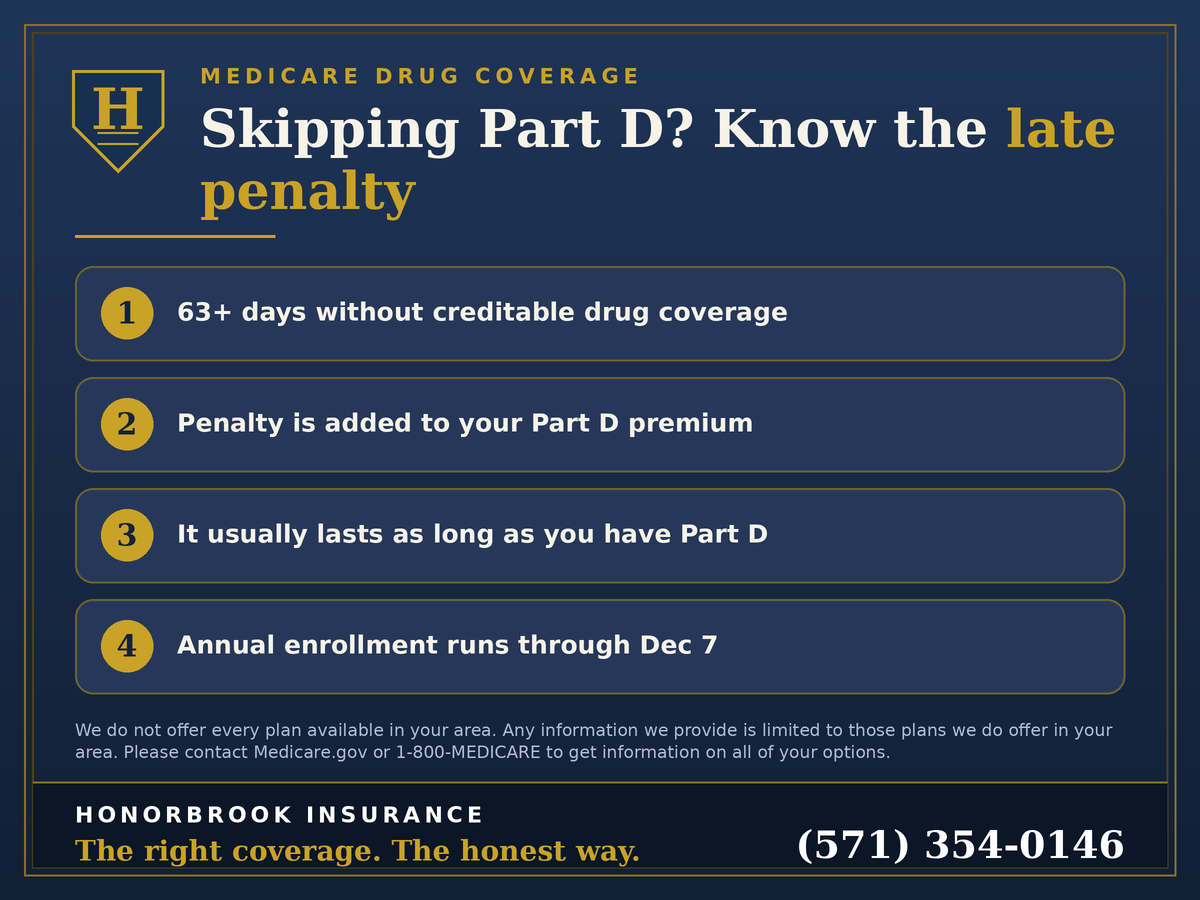 H
MEDICARE DRUG COVERAGE
Skipping Part D? Know the late
penalty
1
63+ days without creditable drug coverage
2
Penalty is added to your Part D premium
3
It usually lasts as long as you have Part D
4
Annual enrollment runs through Dec 7
We do not offer every plan available in your area. Any information we provide is limited to those plans we do offer in your
area. Please contact Medicare.gov or 1-800-MEDICARE to get information on all of your options.
HONORBROOK INSURANCE
The right coverage. The honest way.
(571) 354-0146